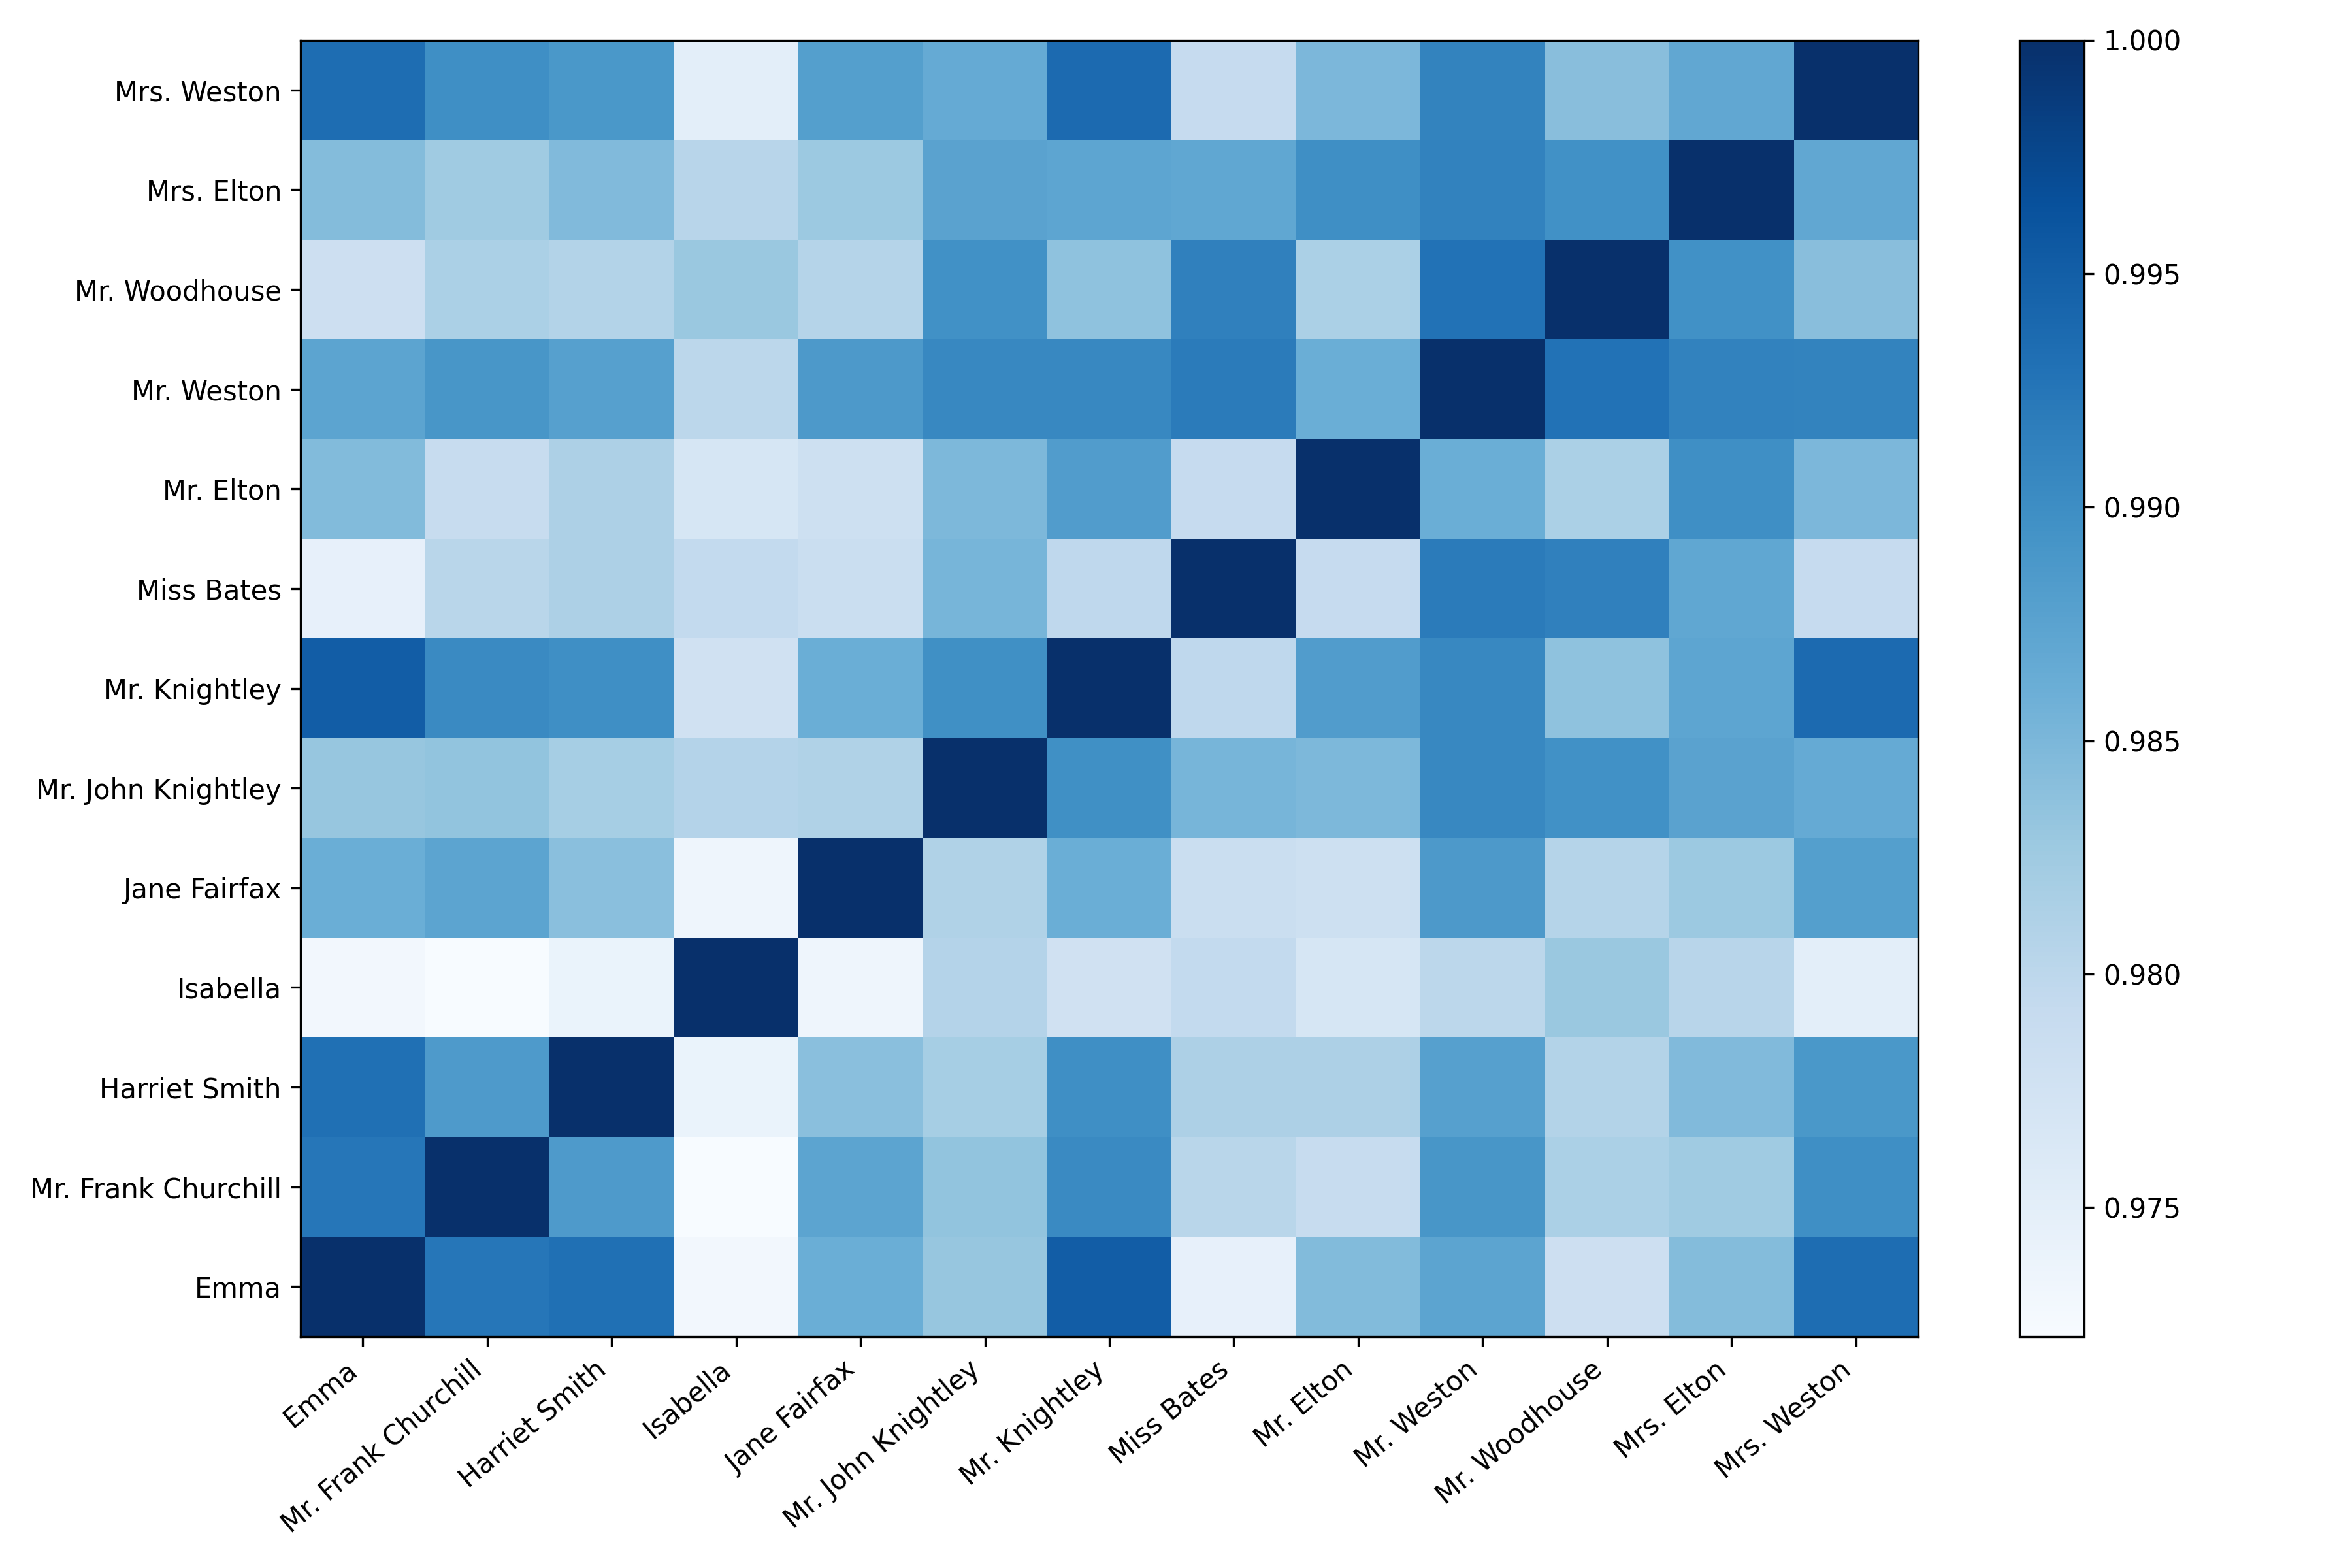 Mrs. Weston
Mrs. Elton
Mr. Woodhouse
Mr. Weston
Mr. Elton
Miss Bates
Mr. Knightley
Mr. John Knightley
Jane Fairfax
Isabella
Harriet Smith
Mr. Frank Churchill
Emma
Emma
Mr. Frank Churchill
Harriet Smith
Isabella
Jane Fairfax
Mr. John Knightley
Mr. Knightley
Miss Bates
Mr. Elton
Mr. Weston
Mr. Woodhouse
Mrs. Elton
Mrs. Weston
1.000
0.995
0.990
0.985
0.980
0.975